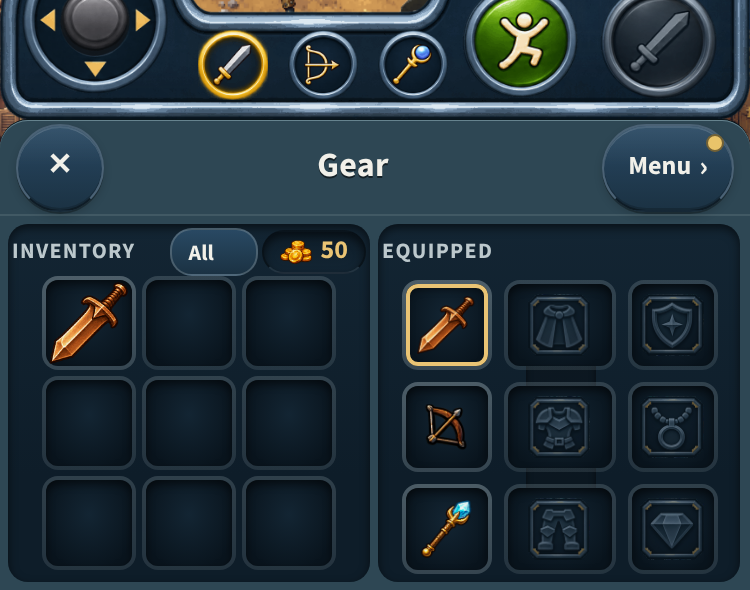 ×
Gear
Menu ›
INVENTORY
All
50
EQUIPPED